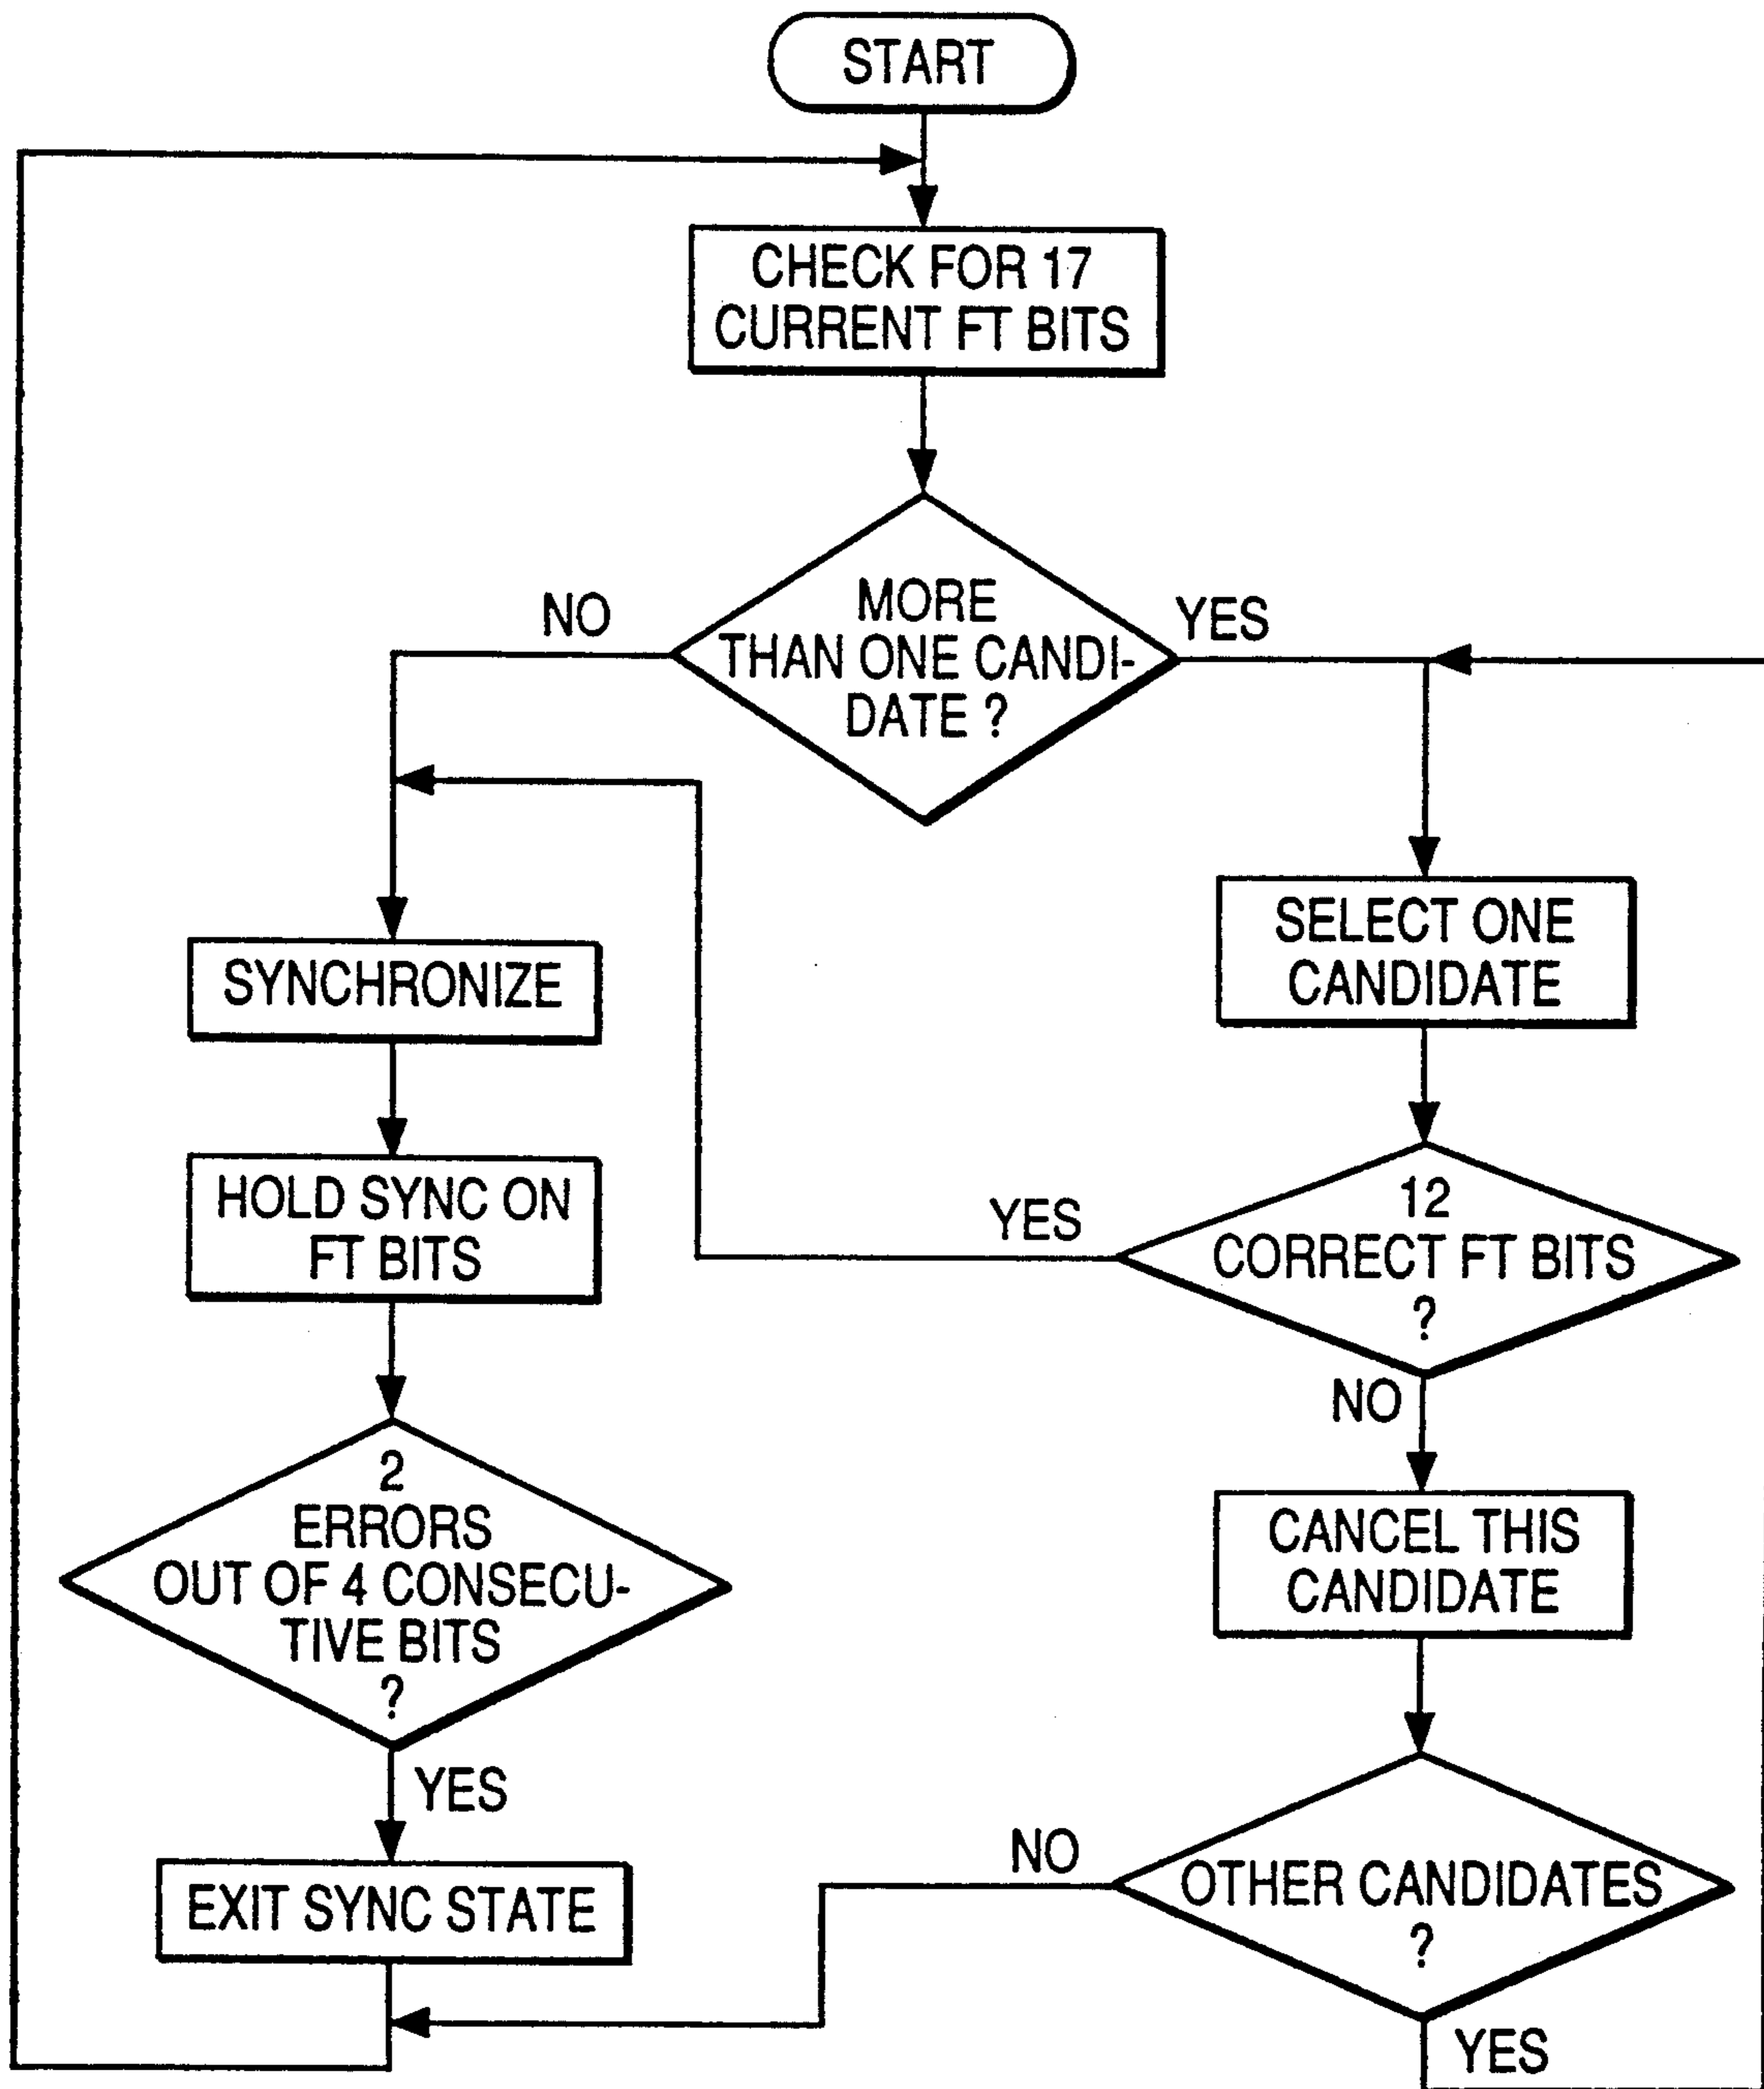 START
CHECK FOR 17
CURRENT FT BITS
MORE
THAN ONE CANDI-
DATE ?
NO
YES
SELECT ONE
CANDIDATE
SYNCHRONIZE
HOLD SYNC ON
FT BITS
12
CORRECT FT BITS
?
YES
NO
2
ERRORS
OUT OF 4 CONSECU-
TIVE BITS
?
YES
CANCEL THIS
CANDIDATE
EXIT SYNC STATE
OTHER CANDIDATES
?
NO
YES